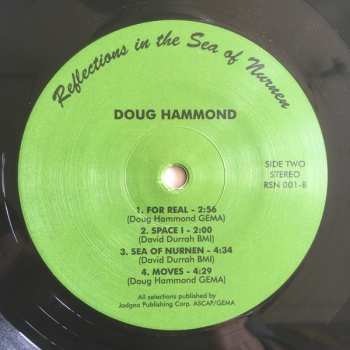 Reflections in the Sea of Nurnen
DOUG HAMMOND
SIDE TWO
STEREO
RSN 001-B
1. FOR REAL - 2:56
(Doug Hammond GEMA)
2. SPACE I - 2:00
(David Durrah BMI)
3. SEA OF NURNEN - 4:34
(David Durrah BMI)
4. MOVES - 4:29
(Doug Hammond GEMA)
All selections published by
Jodgna Publishing Corp. ASCAP/GEMA